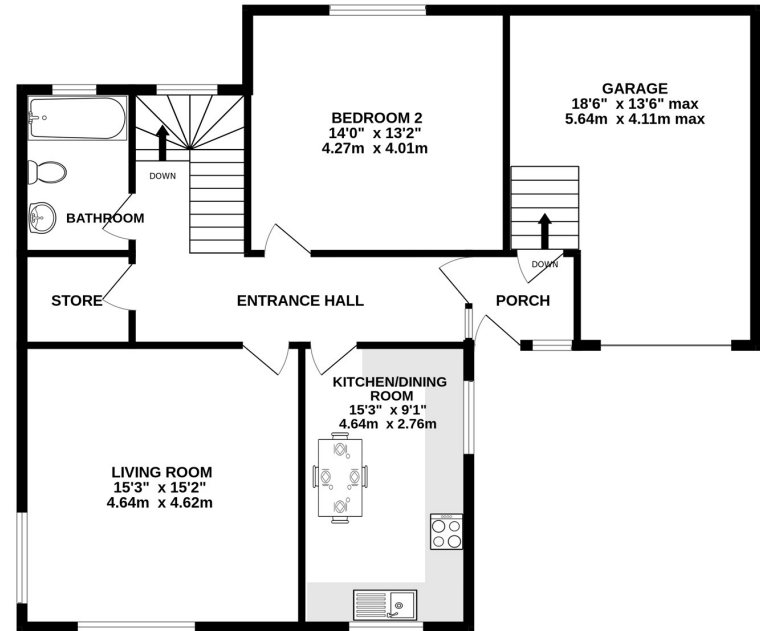 GARAGE
18'6" x 13'6" max
5.64m x 4.11m max
BEDROOM 2
14'0" x 13'2"
4.27m x 4.01m
DOWN
BATHROOM
DOWN
STORE
ENTRANCE HALL
PORCH
KITCHEN/DINING
ROOM
15'3" x 9'1"
4.64m x 2.76m
LIVING ROOM
15'3" x 15'2"
4.64m x 4.62m